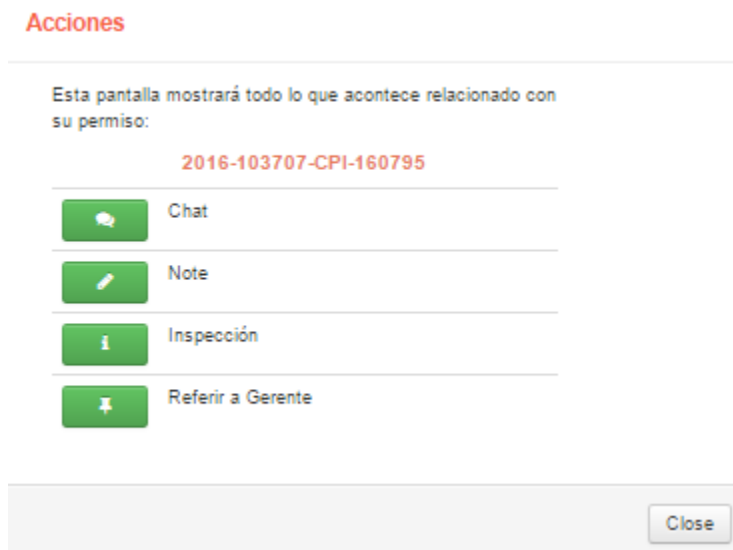 Acciones
Esta pantalla mostrará todo lo que acontece relacionado con
su permiso:
2016-103707-CPI-160795
Chat
Note
Inspección
Referir a Gerente
Close